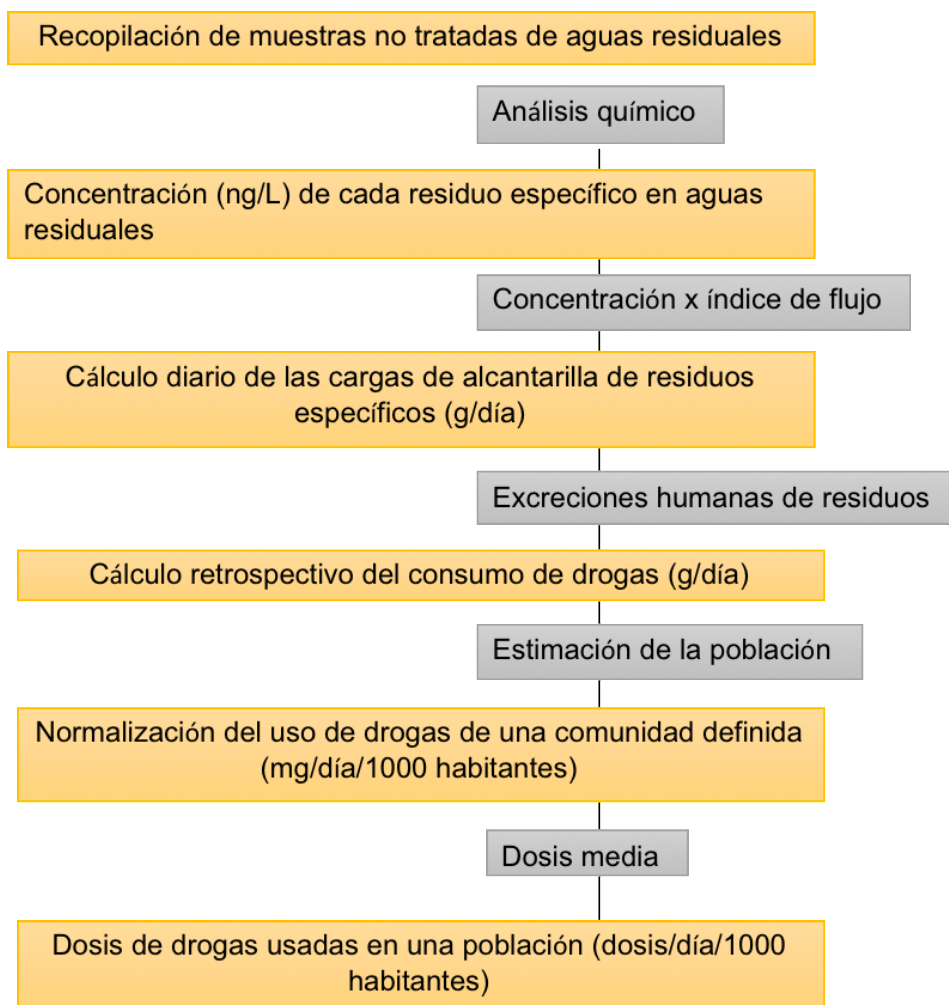 Recopilación de muestras no tratadas de aguas residuales
Análisis químico
Concentración (ng/L) de cada residuo específico en aguas
residuales
Concentración x índice de flujo
Cálculo diario de las cargas de alcantarilla de residuos
específicos (g/día)
Excreciones humanas de residuos
Cálculo retrospectivo del consumo de drogas (g/día)
Estimación de la población
Normalización del uso de drogas de una comunidad definida
(mg/día/1000 habitantes)
Dosis media
Dosis de drogas usadas en una población (dosis/día/1000
habitantes)